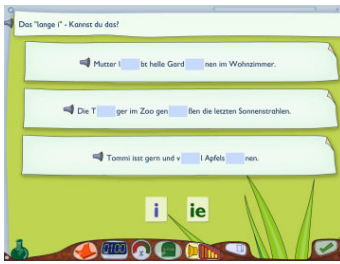 Das "lange i" - Kannst du das?
Mutter l bt helle Gard nen im Wohnzimmer.
Die T ger im Zoo gen ßen die letzten Sonnenstrahlen.
Tommi isst gern und v l Apfels nen.
i ie